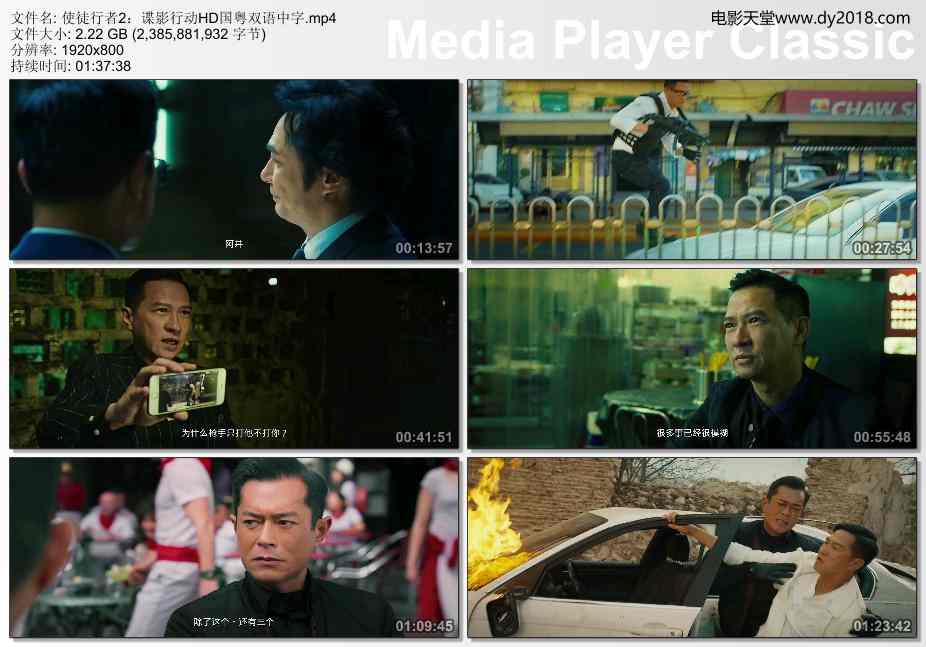 文件名: 使徒行者2：谍影行动HD国粤双语中字.mp4
文件大小: 2.22 GB (2,385,881,932 字节)
分辨率: 1920x800
持续时间: 01:37:38
电影天堂www.dy2018.com
Media Player Classic
阿井
00:13:57
CHAW S
00:27:54
为什么枪手只打他不打你？
00:41:51
很多事已经很模糊
00:55:48
除了这个，还有三个
01:09:45
01:23:42